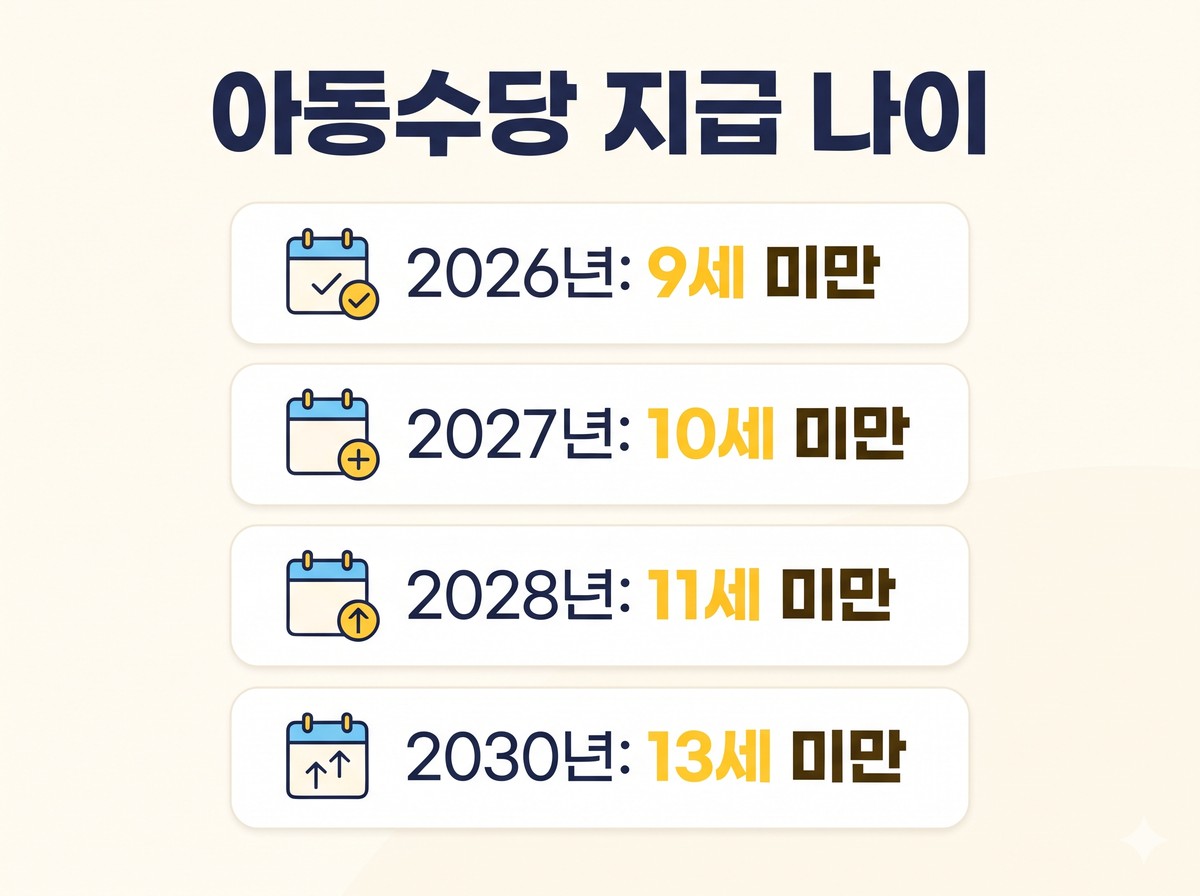 아동수당 지급 나이
2026년: 9세 미만
2027년: 10세 미만
2028년: 11세 미만
2030년: 13세 미만